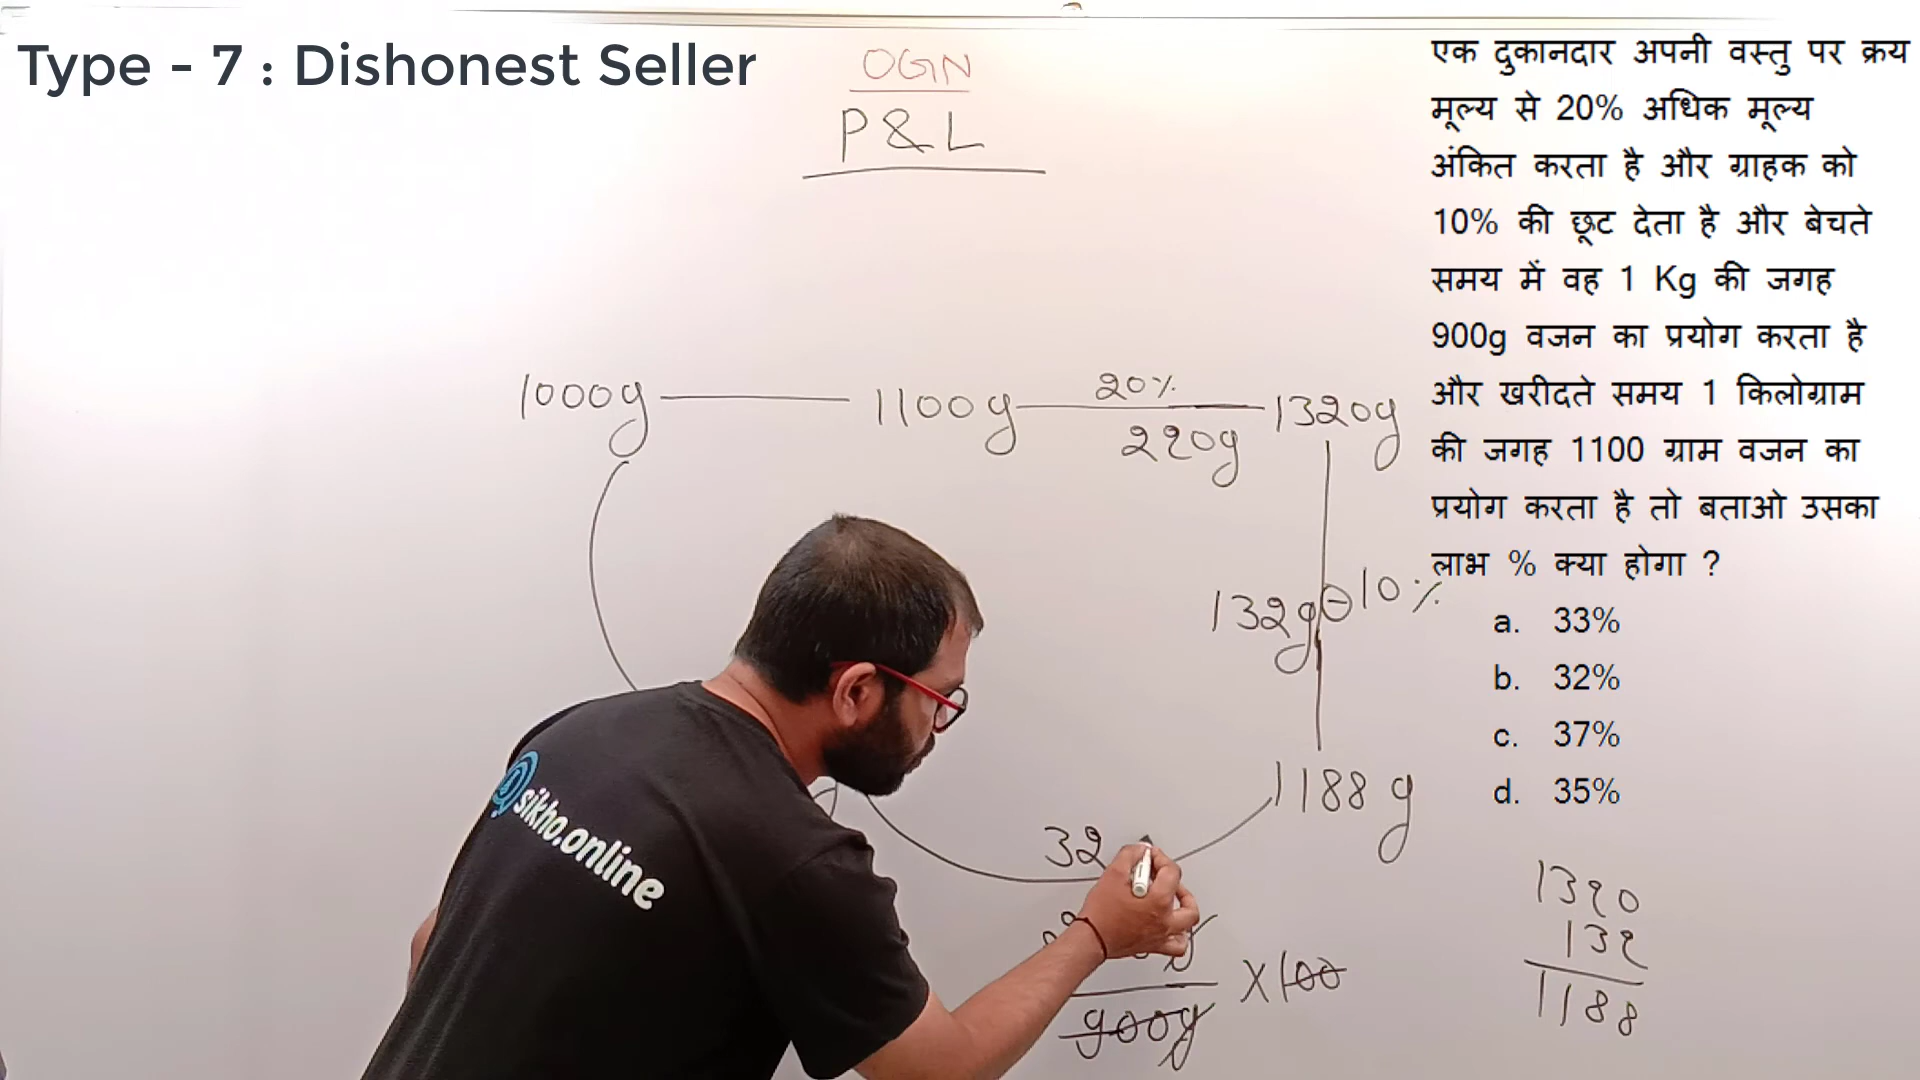 Type - 7 : Dishonest Seller
OGN
P&L
एक दुकानदार अपनी वस्तु पर क्रय
मूल्य से 20% अधिक मूल्य
अंकित करता है और ग्राहक को
10% की छूट देता है और बेचते
समय में वह 1 Kg की जगह
900g वजन का प्रयोग करता है
और खरीदते समय 1 किलोग्राम
की जगह 1100 ग्राम वजन का
प्रयोग करता है तो बताओ उसका
लाभ % क्या होगा ?
a. 33%
b. 32%
c. 37%
d. 35%
1000g 1100g 20% 1320g
220g
132g - 10%
1188 g
32
900g × 100
1320
132
1188
sikho.online